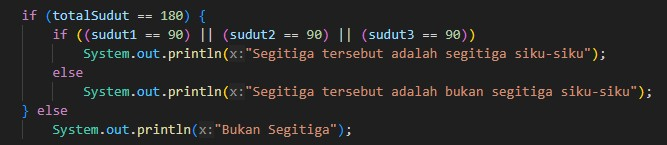 if (totalSudut == 180) {
if ((sudut1 == 90) || (sudut2 == 90) || (sudut3 == 90))
System.out.println(x:"Segitiga tersebut adalah segitiga siku-siku");
else
System.out.println(x:"Segitiga tersebut adalah bukan segitiga siku-siku");
} else
System.out.println(x:"Bukan Segitiga");